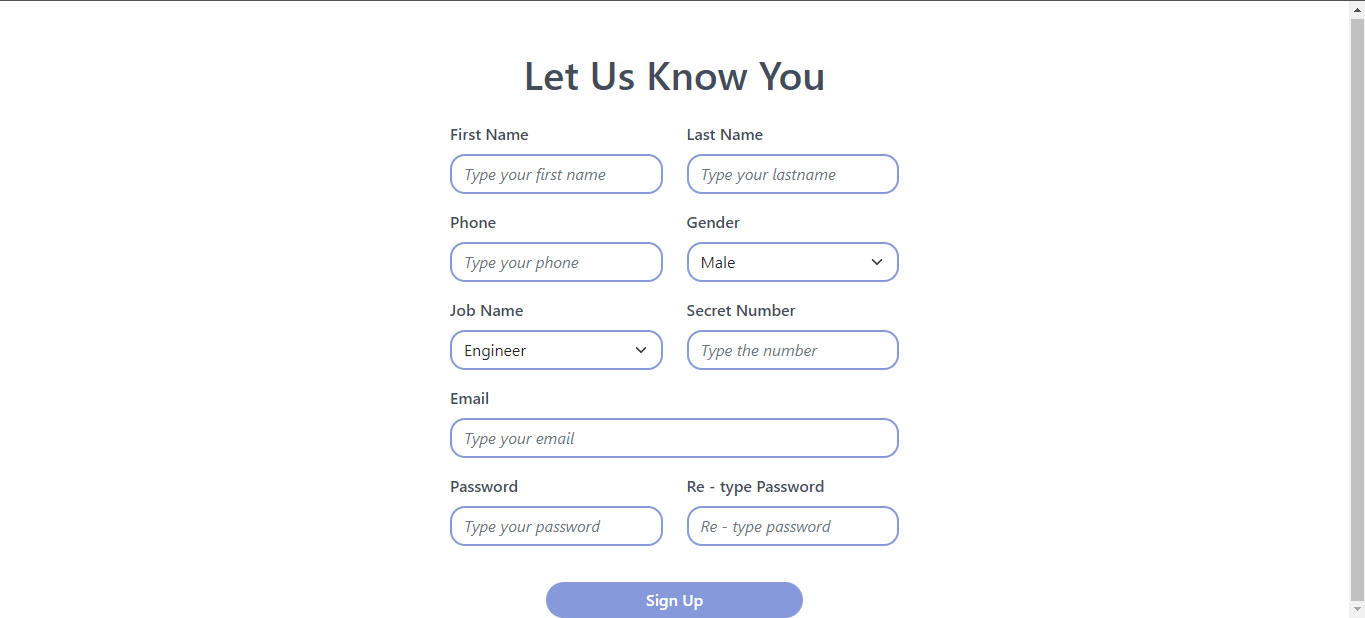 Let Us Know You
First Name
Last Name
Type your first name
Type your lastname
Phone
Gender
Type your phone
Male
Job Name
Secret Number
Engineer
Type the number
Email
Type your email
Password
Re - type Password
Type your password
Re - type password
Sign Up